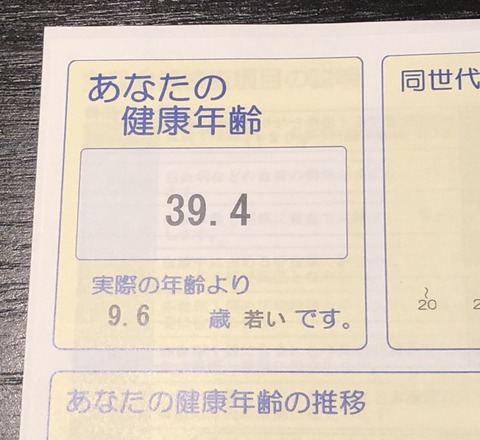 あなたの
健康年齢
39.4
実際の年齢より
9.6 歳 若い です。
同世代
20
2
あなたの健康年齢の推移